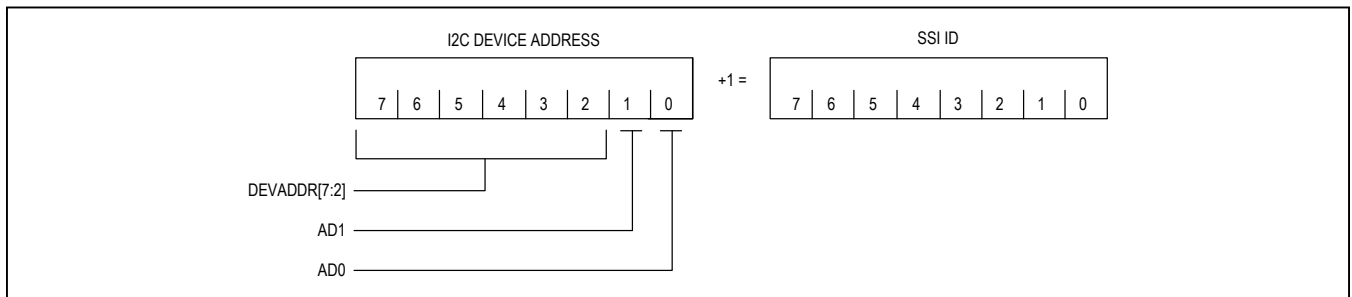 I2C DEVICE ADDRESS
SSI ID
+1 =
7 6 5 4 3 2 1 0
7 6 5 4 3 2 1 0
DEVADDR[7:2]
AD1
AD0